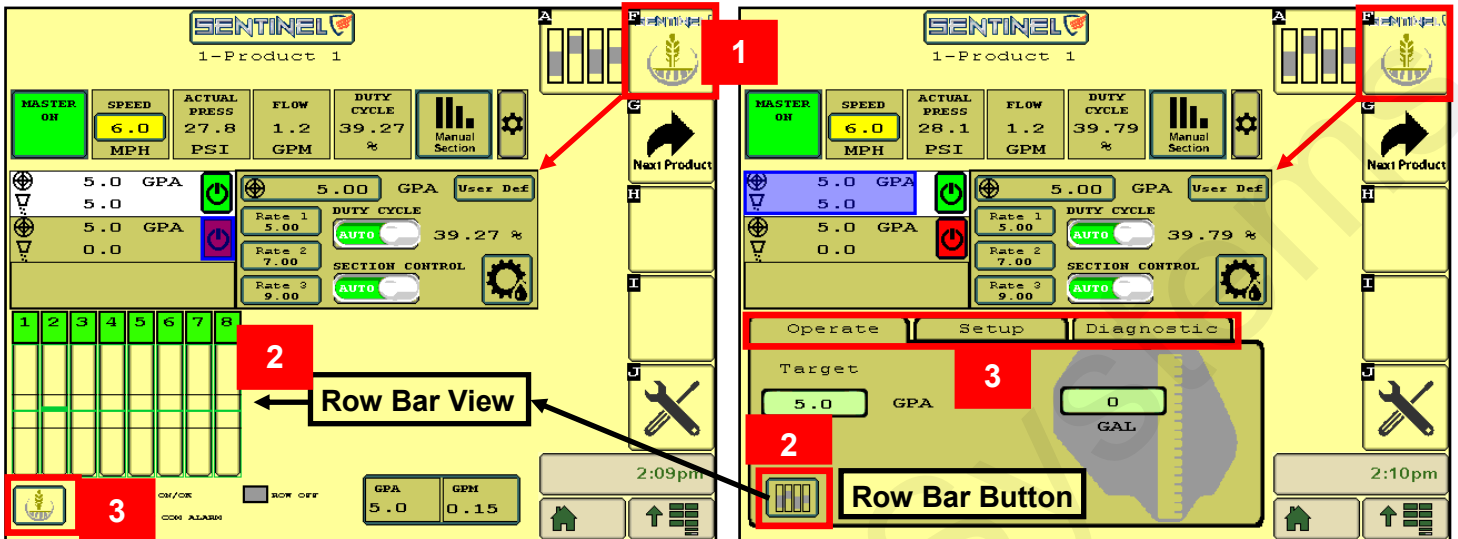 SENTINEL
1-Product 1
A
F
SENTINEL
1
MASTER ON
SPEED
6.0
MPH
ACTUAL PRESS
27.8
PSI
FLOW
1.2
GPM
DUTY CYCLE
39.27
%
Manual Section
G
Next Product
5.0 GPA
5.0
5.0 GPA
0.0
5.00 GPA User Def
Rate 1
5.00
DUTY CYCLE
AUTO
39.27 %
Rate 2
7.00
SECTION CONTROL
Rate 3
9.00
AUTO
H
I
1 2 3 4 5 6 7 8
2
Row Bar View
J
3
ON/OK
ROW OFF
COM ALARM
GPA
5.0
GPM
0.15
2:09pm
SENTINEL
1-Product 1
A
F
MASTER ON
SPEED
6.0
MPH
ACTUAL PRESS
28.1
PSI
FLOW
1.2
GPM
DUTY CYCLE
39.79
%
Manual Section
G
Next Product
5.0 GPA
5.0
5.0 GPA
0.0
5.00 GPA User Def
Rate 1
5.00
DUTY CYCLE
AUTO
39.79 %
Rate 2
7.00
SECTION CONTROL
Rate 3
9.00
AUTO
H
I
Operate Setup Diagnostic
3
Target
5.0 GPA
0
GAL
J
2
Row Bar Button
2:10pm